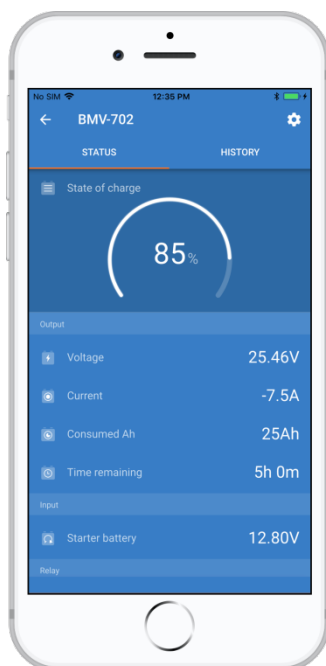 No SIM 12:35 PM
BMV-702
STATUS HISTORY
State of charge
85%
Output
Voltage 25.46V
Current -7.5A
Consumed Ah 25Ah
Time remaining 5h 0m
Input
Starter battery 12.80V
Relay